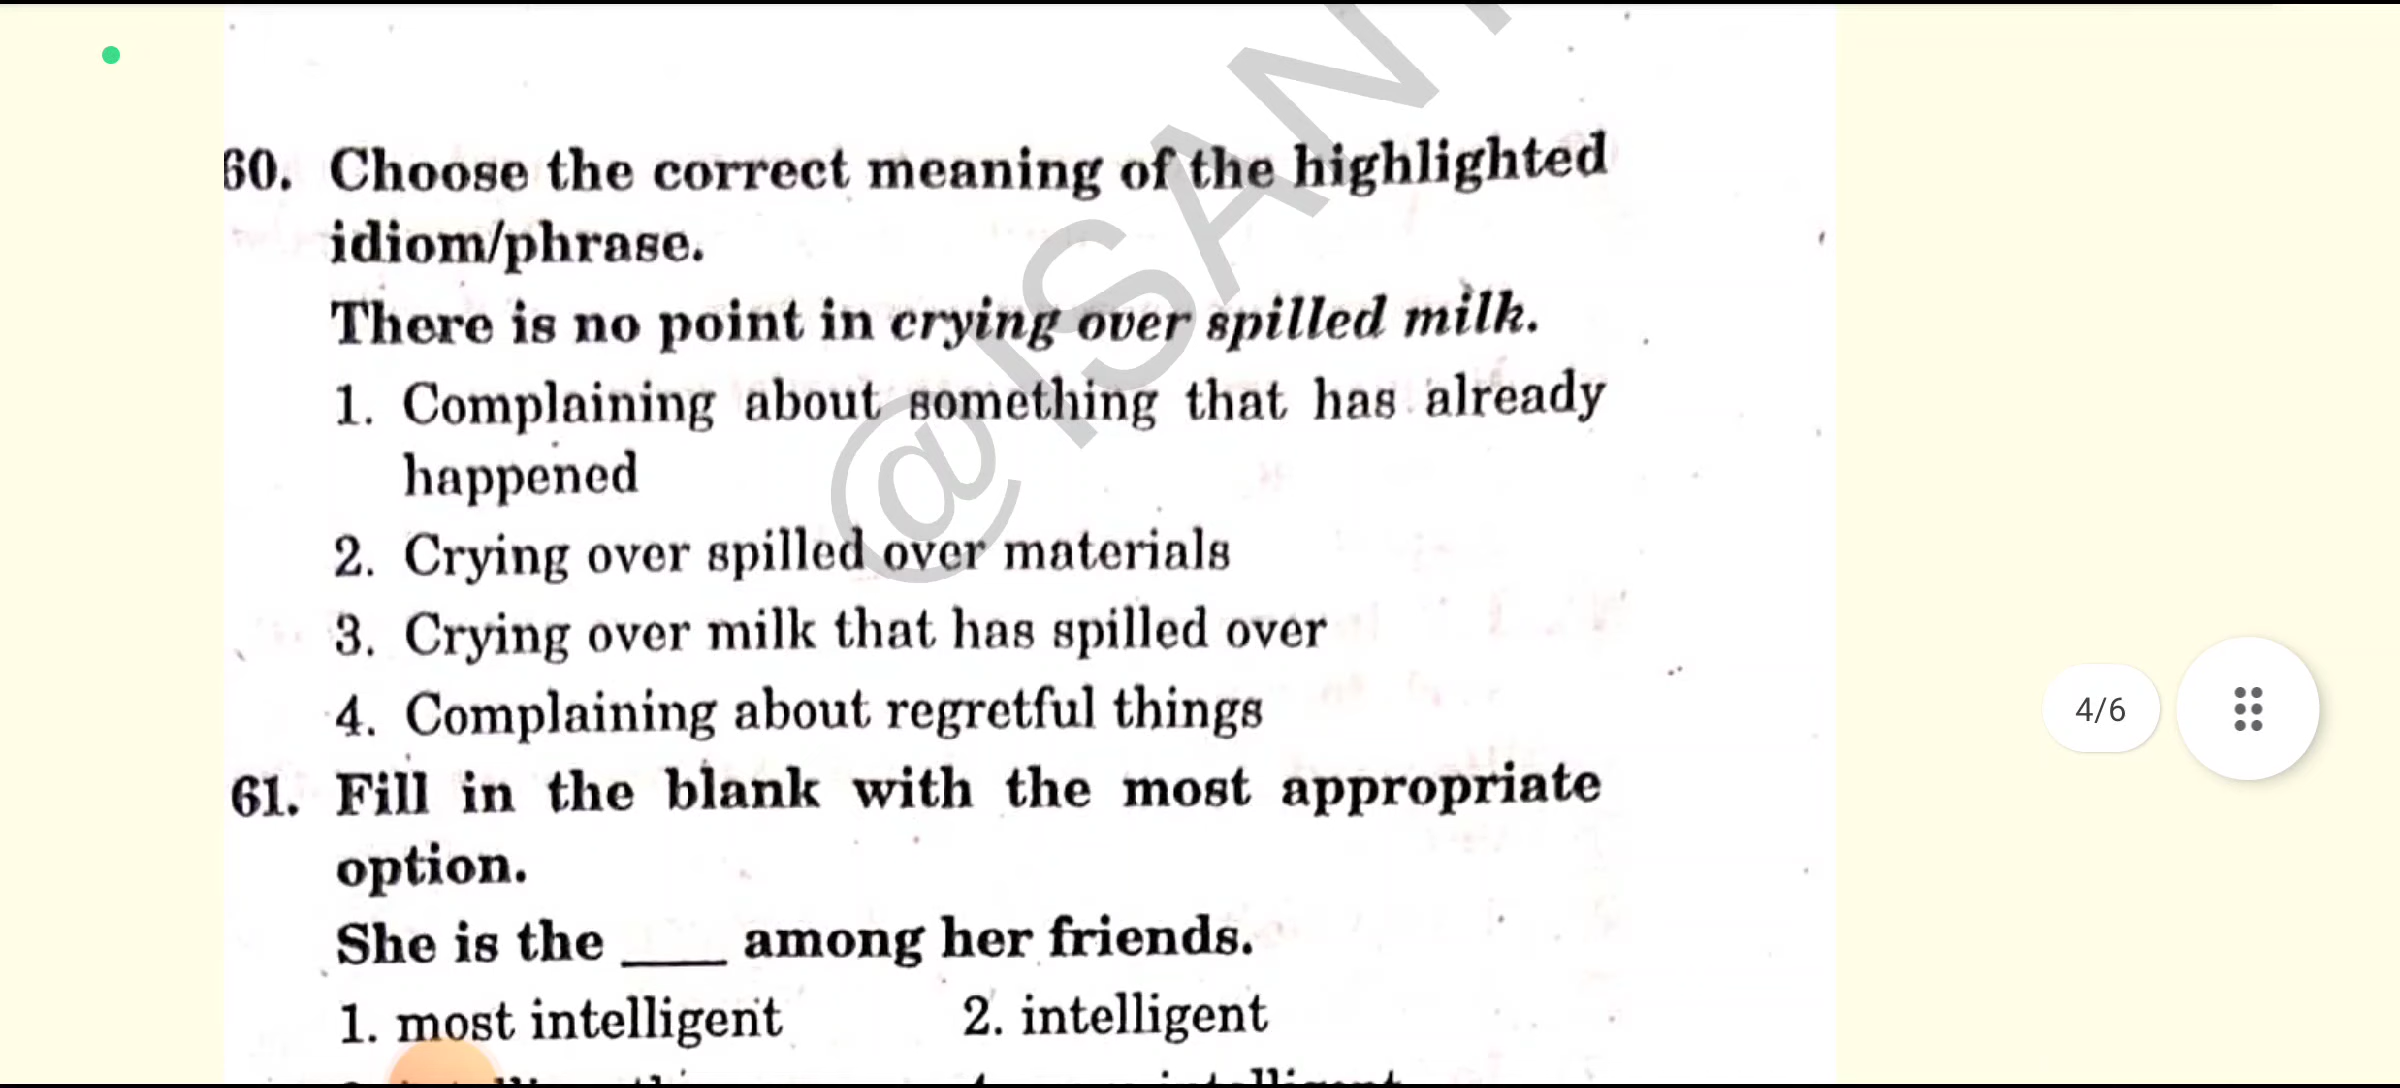 60. Choose the correct meaning of the highlighted
idiom/phrase.
There is no point in crying over spilled milk.
1. Complaining about something that has already
happened
2. Crying over spilled over materials
3. Crying over milk that has spilled over
4. Complaining about regretful things
61. Fill in the blank with the most appropriate
option.
She is the ____ among her friends.
1. most intelligent 2. intelligent
4/6
@ISAN